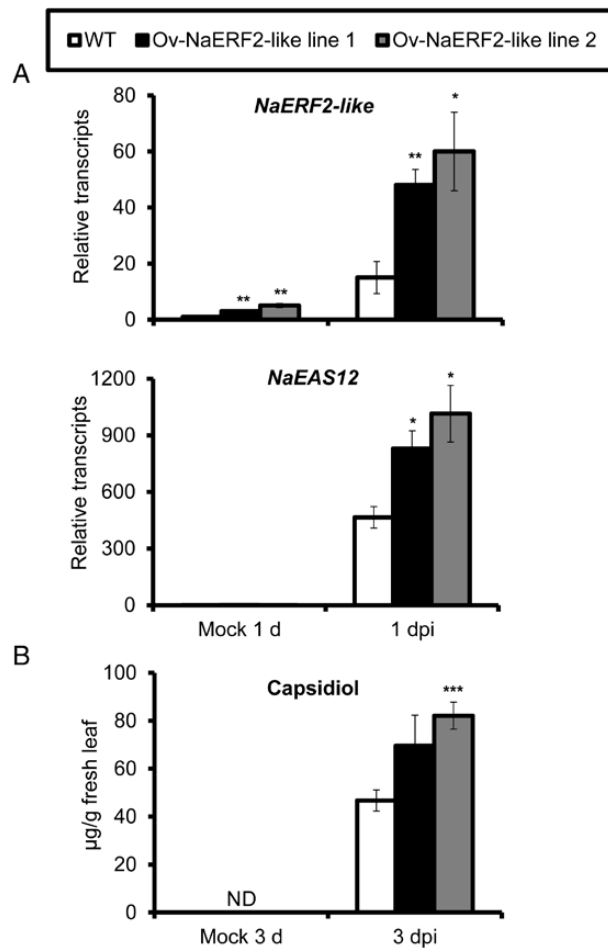 WT Ov-NaERF2-like line 1 Ov-NaERF2-like line 2
A
NaERF2-like
Relative transcripts
80
60
40
20
0
** ** ** *
NaEAS12
Relative transcripts
1200
900
600
300
0
* *
Mock 1 d 1 dpi
B
Capsidiol
µg/g fresh leaf
100
80
60
40
20
0
***
ND
Mock 3 d 3 dpi